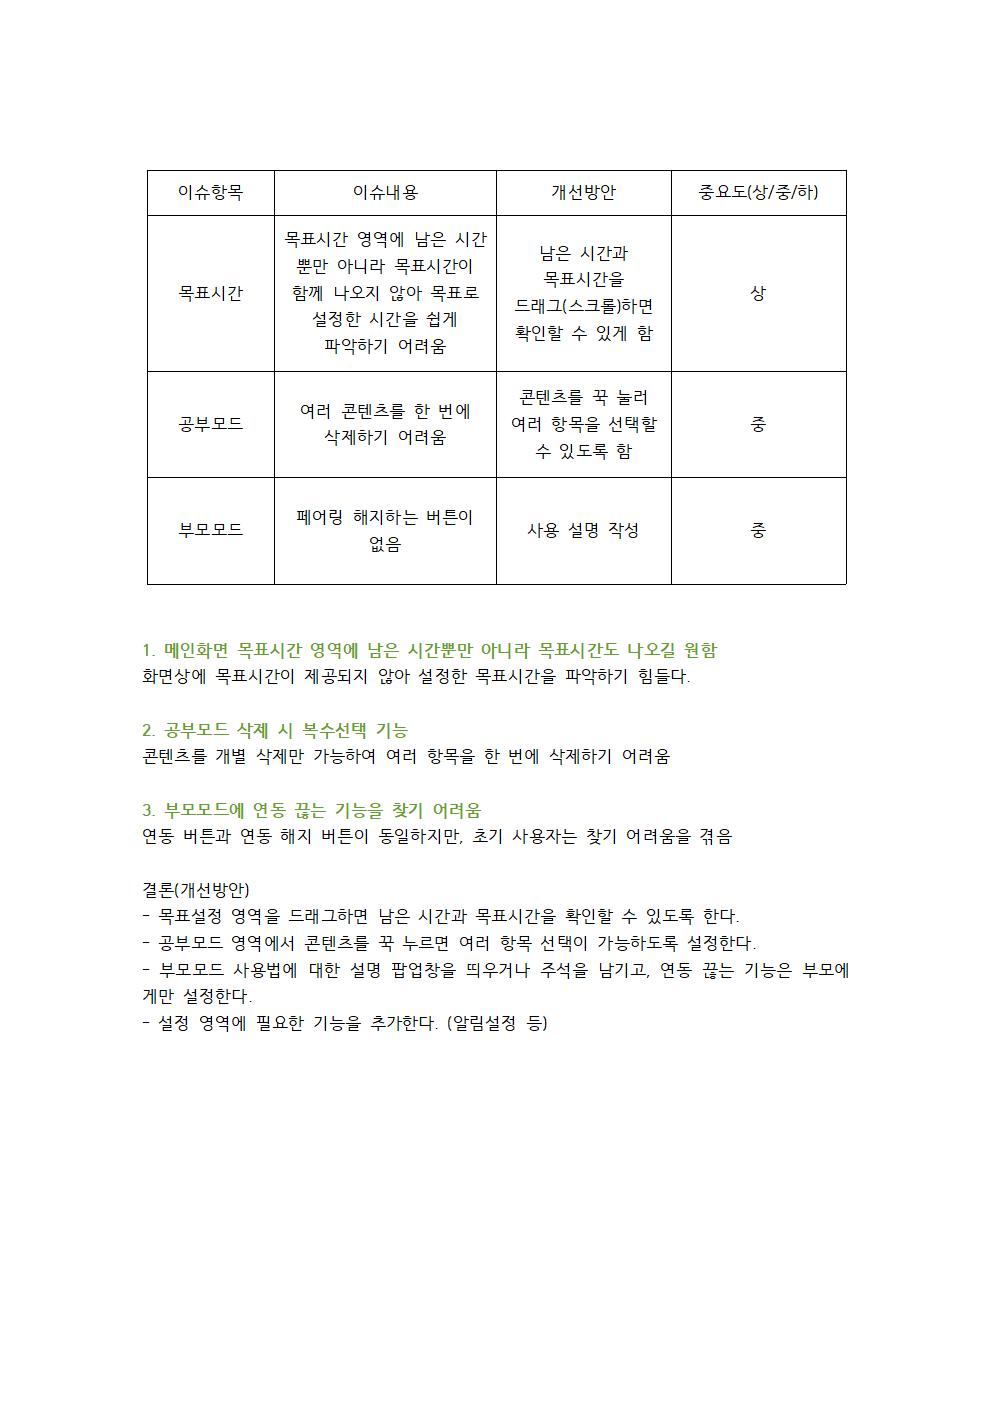 이슈항목 이슈내용 개선방안 중요도(상/중/하)
목표시간
목표시간 영역에 남은 시간
뿐만 아니라 목표시간이
함께 나오지 않아 목표로
설정한 시간을 쉽게
파악하기 어려움
남은 시간과
목표시간을
드래그(스크롤)하면
확인할 수 있게 함
상
공부모드
여러 콘텐츠를 한 번에
삭제하기 어려움
콘텐츠를 꾹 눌러
여러 항목을 선택할
수 있도록 함
중
부모모드
페어링 해지하는 버튼이
없음
사용 설명 작성
중
1. 메인화면 목표시간 영역에 남은 시간뿐만 아니라 목표시간도 나오길 원함
화면상에 목표시간이 제공되지 않아 설정한 목표시간을 파악하기 힘들다.
2. 공부모드 삭제 시 복수선택 기능
콘텐츠를 개별 삭제만 가능하여 여러 항목을 한 번에 삭제하기 어려움
3. 부모모드에 연동 끊는 기능을 찾기 어려움
연동 버튼과 연동 해지 버튼이 동일하지만, 초기 사용자는 찾기 어려움을 겪음
결론(개선방안)
- 목표설정 영역을 드래그하면 남은 시간과 목표시간을 확인할 수 있도록 한다.
- 공부모드 영역에서 콘텐츠를 꾹 누르면 여러 항목 선택이 가능하도록 설정한다.
- 부모모드 사용법에 대한 설명 팝업창을 띄우거나 주석을 남기고, 연동 끊는 기능은 부모에
게만 설정한다.
- 설정 영역에 필요한 기능을 추가한다. (알림설정 등)